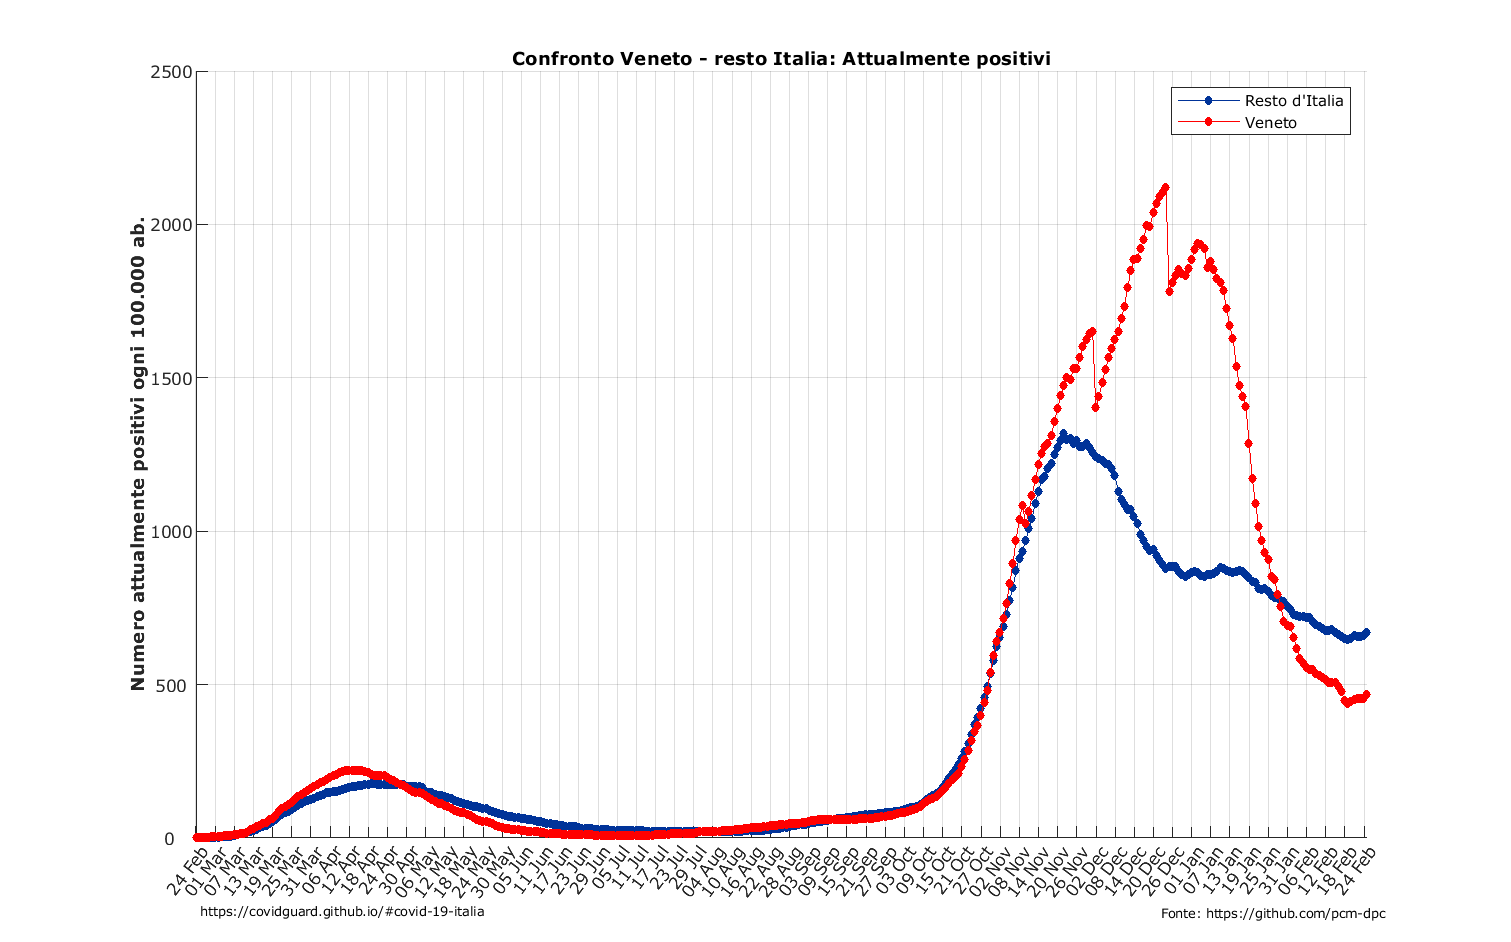 Confronto Veneto - resto Italia: Attualmente positivi
Resto d'Italia
Veneto
Numero attualmente positivi ogni 100.000 ab.
2500
2000
1500
1000
500
0
24 Feb
01 Mar
07 Mar
13 Mar
19 Mar
25 Mar
31 Mar
06 Apr
12 Apr
18 Apr
24 Apr
30 Apr
06 May
12 May
18 May
24 May
30 May
05 Jun
11 Jun
17 Jun
23 Jun
29 Jun
05 Jul
11 Jul
17 Jul
23 Jul
29 Jul
04 Aug
10 Aug
16 Aug
22 Aug
28 Aug
03 Sep
09 Sep
15 Sep
21 Sep
27 Sep
03 Oct
09 Oct
15 Oct
21 Oct
27 Oct
02 Nov
08 Nov
14 Nov
20 Nov
26 Nov
02 Dec
08 Dec
14 Dec
20 Dec
26 Dec
01 Jan
07 Jan
13 Jan
19 Jan
25 Jan
31 Jan
06 Feb
12 Feb
18 Feb
24 Feb
https://covidguard.github.io/#covid-19-italia
Fonte: https://github.com/pcm-dpc